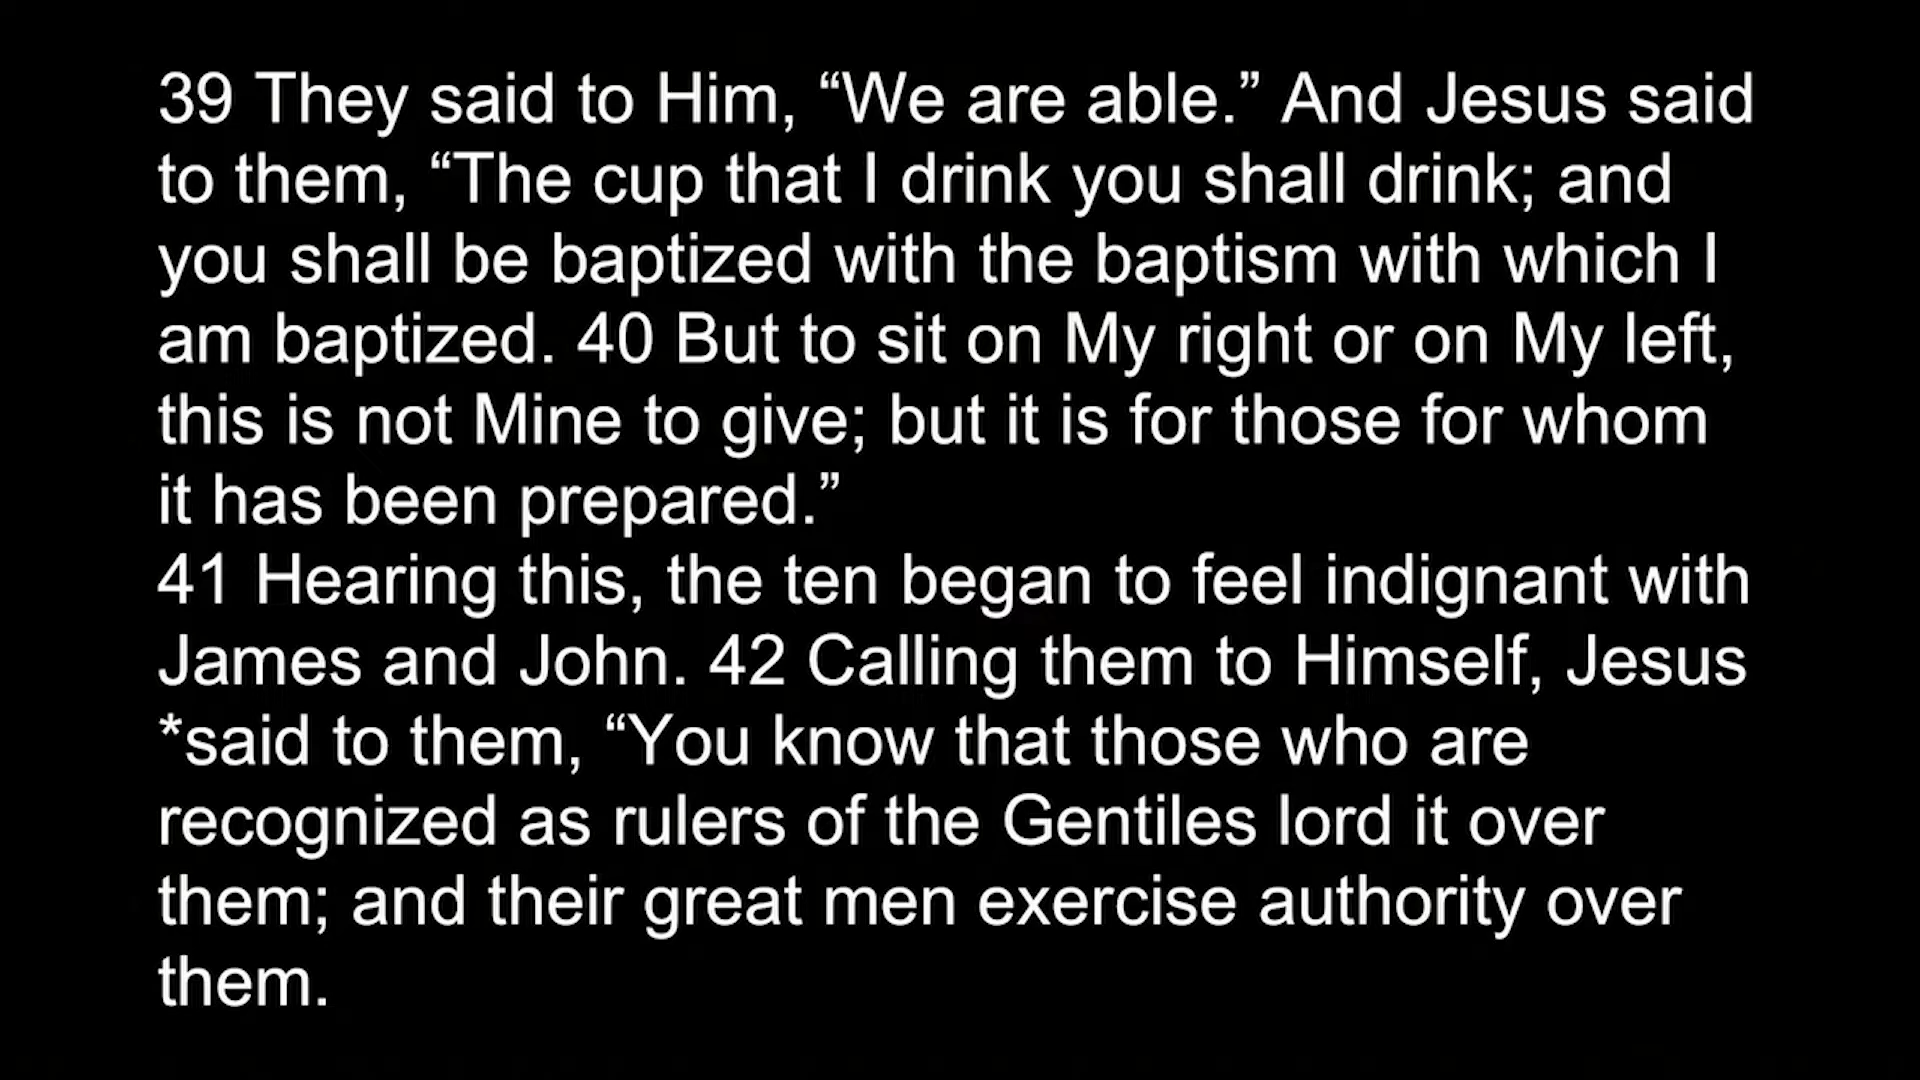 39 They said to Him, “We are able.” And Jesus said
to them, “The cup that I drink you shall drink; and
you shall be baptized with the baptism with which I
am baptized. 40 But to sit on My right or on My left,
this is not Mine to give; but it is for those for whom
it has been prepared.”
41 Hearing this, the ten began to feel indignant with
James and John. 42 Calling them to Himself, Jesus
*said to them, “You know that those who are
recognized as rulers of the Gentiles lord it over
them; and their great men exercise authority over
them.